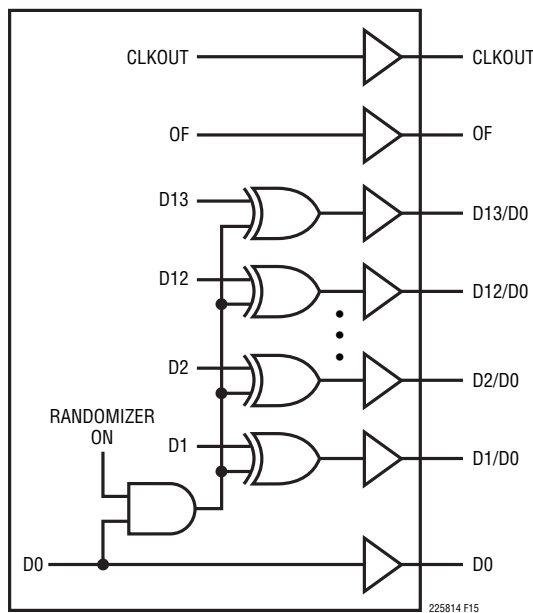 CLKOUT
CLKOUT
OF
OF
D13
D13/D0
D12
D12/D0
D2
D2/D0
RANDOMIZER
ON
D1
D1/D0
D0
D0
225814 F15